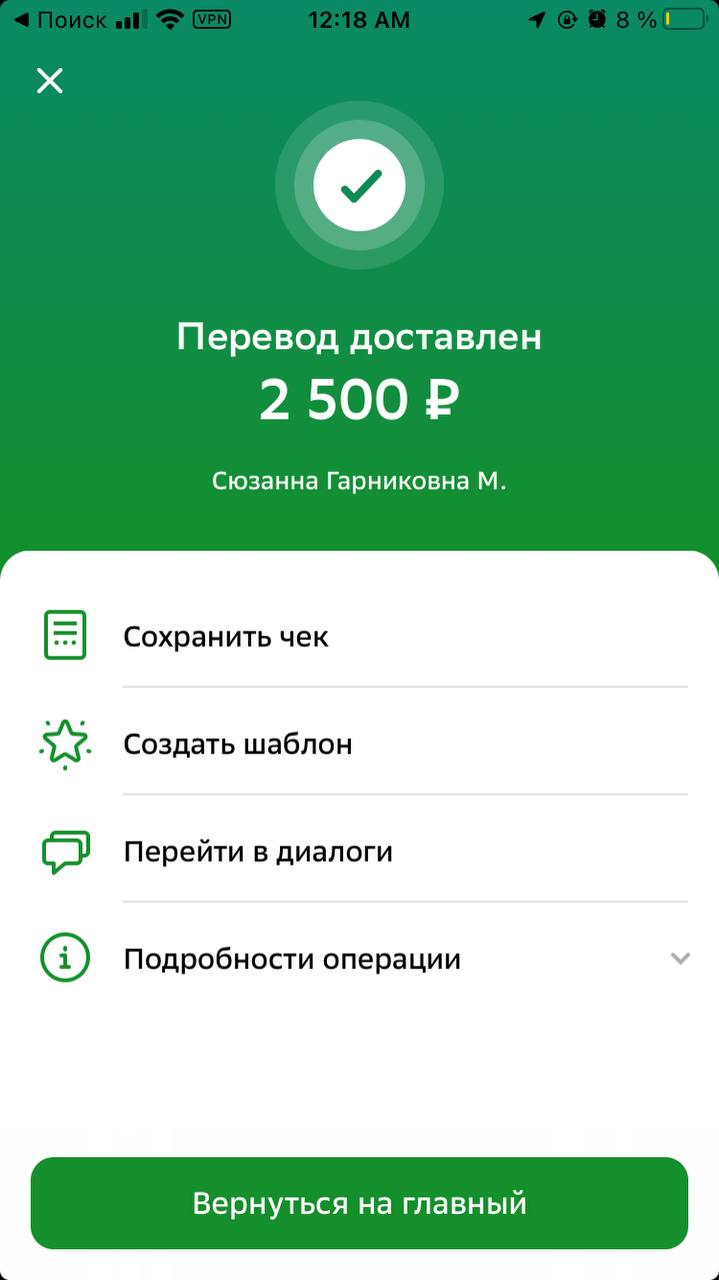 Поиск VPN 12:18 AM 8 %
Перевод доставлен
2 500 ₽
Сюзанна Гарниковна М.
Сохранить чек
Создать шаблон
Перейти в диалоги
Подробности операции
Вернуться на главный